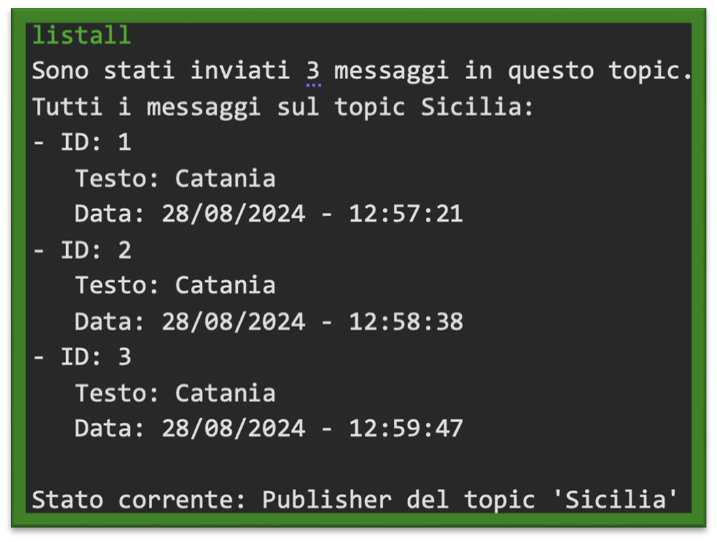 listall
Sono stati inviati 3 messaggi in questo topic.
Tutti i messaggi sul topic Sicilia:
- ID: 1
Testo: Catania
Data: 28/08/2024 - 12:57:21
- ID: 2
Testo: Catania
Data: 28/08/2024 - 12:58:38
- ID: 3
Testo: Catania
Data: 28/08/2024 - 12:59:47
Stato corrente: Publisher del topic 'Sicilia'